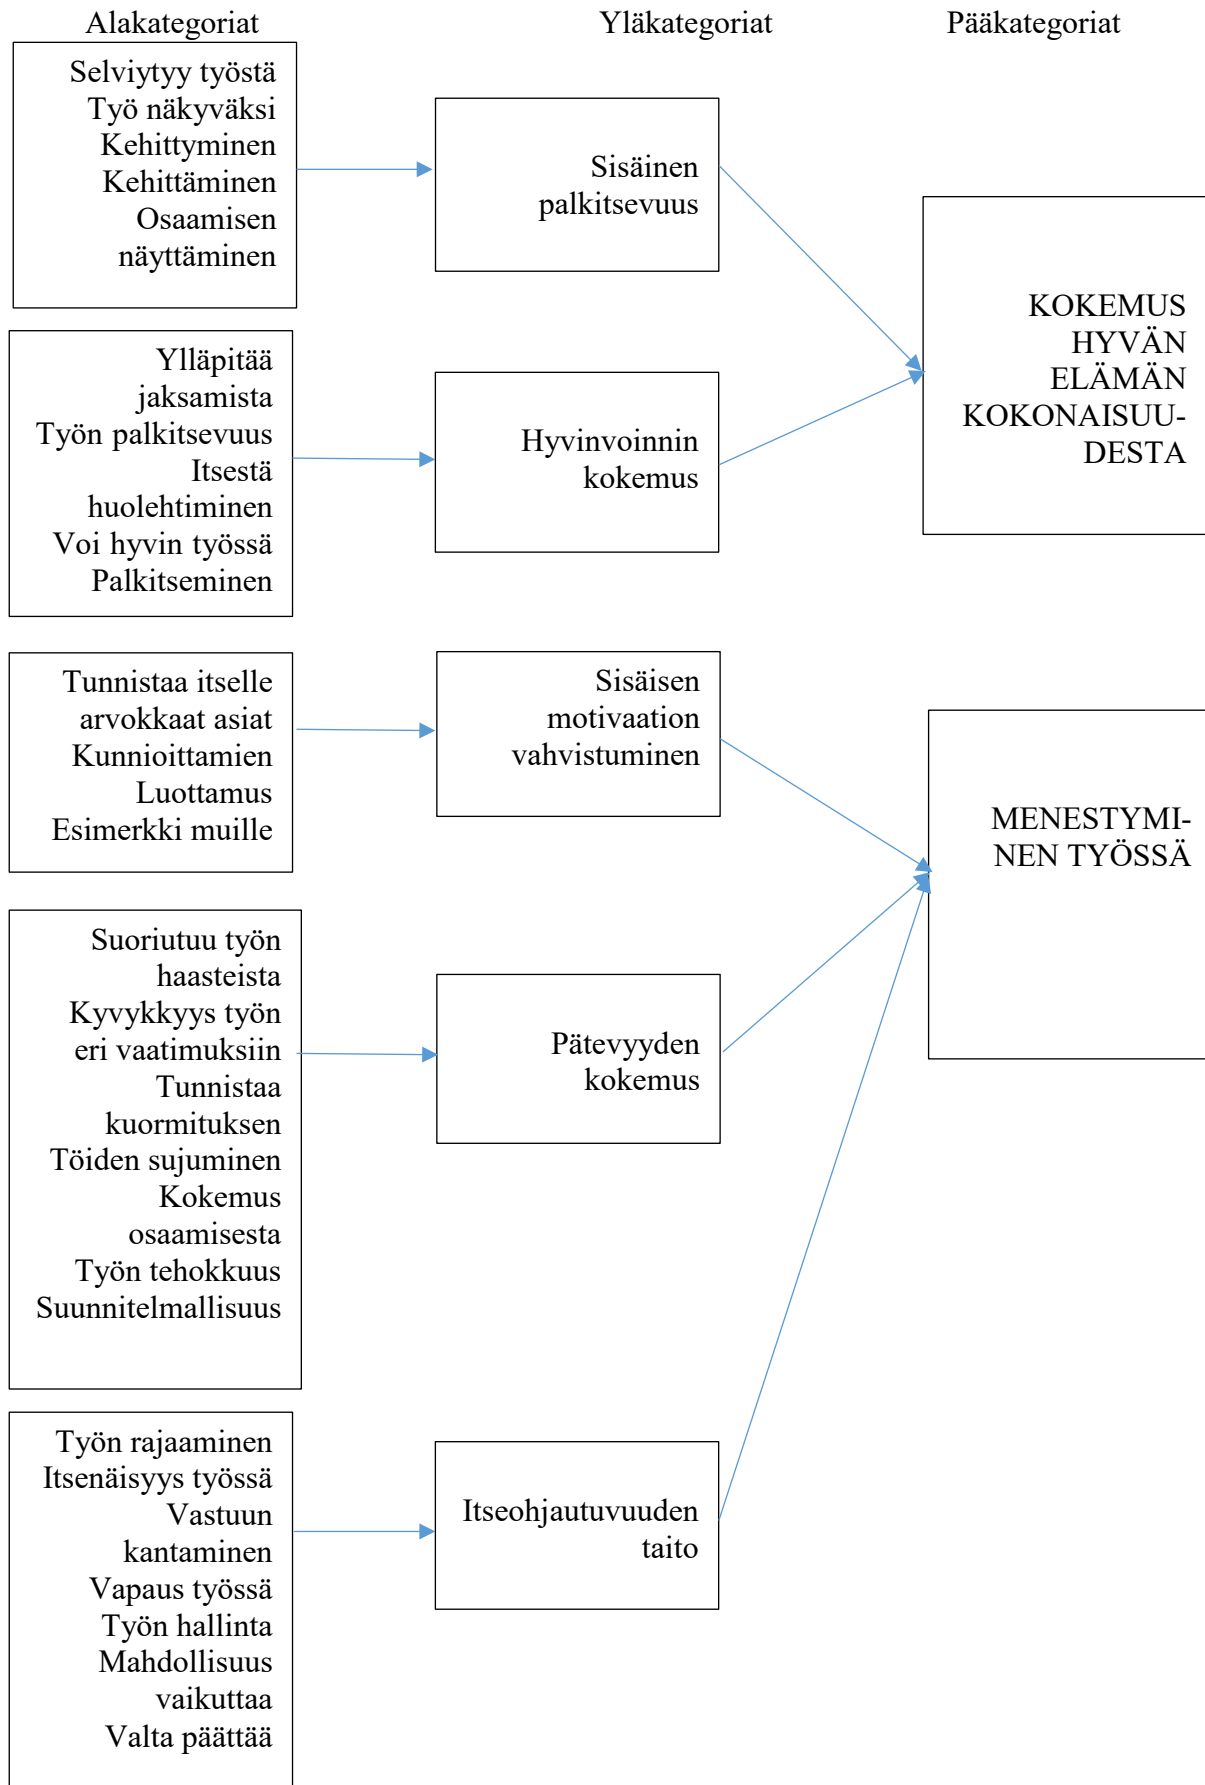 Alakategoriat
Yläkategoriat
Pääkategoriat
Selviytyy työstä
Työ näkyväksi
Kehittyminen
Kehittäminen
Osaamisen
näyttäminen
Sisäinen
palkitsevuus
KOKEMUS
HYVÄN
ELÄMÄN
KOKONAISUU-
DESTA
Ylläpitää
jaksamista
Työn palkitsevuus
Itsestä
huolehtiminen
Voi hyvin työssä
Palkitseminen
Hyvinvoinnin
kokemus
Tunnistaa itselle
arvokkaat asiat
Kunnioittamien
Luottamus
Esimerkki muille
Sisäisen
motivaation
vahvistuminen
MENESTYMI-
NEN TYÖSSÄ
Suoriutuu työn
haasteista
Kyvykkyys työn
eri vaatimuksiin
Tunnistaa
kuormituksen
Töiden sujuminen
Kokemus
osaamisesta
Työn tehokkuus
Suunnitelmallisuus
Pätevyyden
kokemus
Työn rajaaminen
Itsenäisyys työssä
Vastuun
kantaminen
Vapaus työssä
Työn hallinta
Mahdollisuus
vaikuttaa
Valta päättää
Itseohjautuvuuden
taito